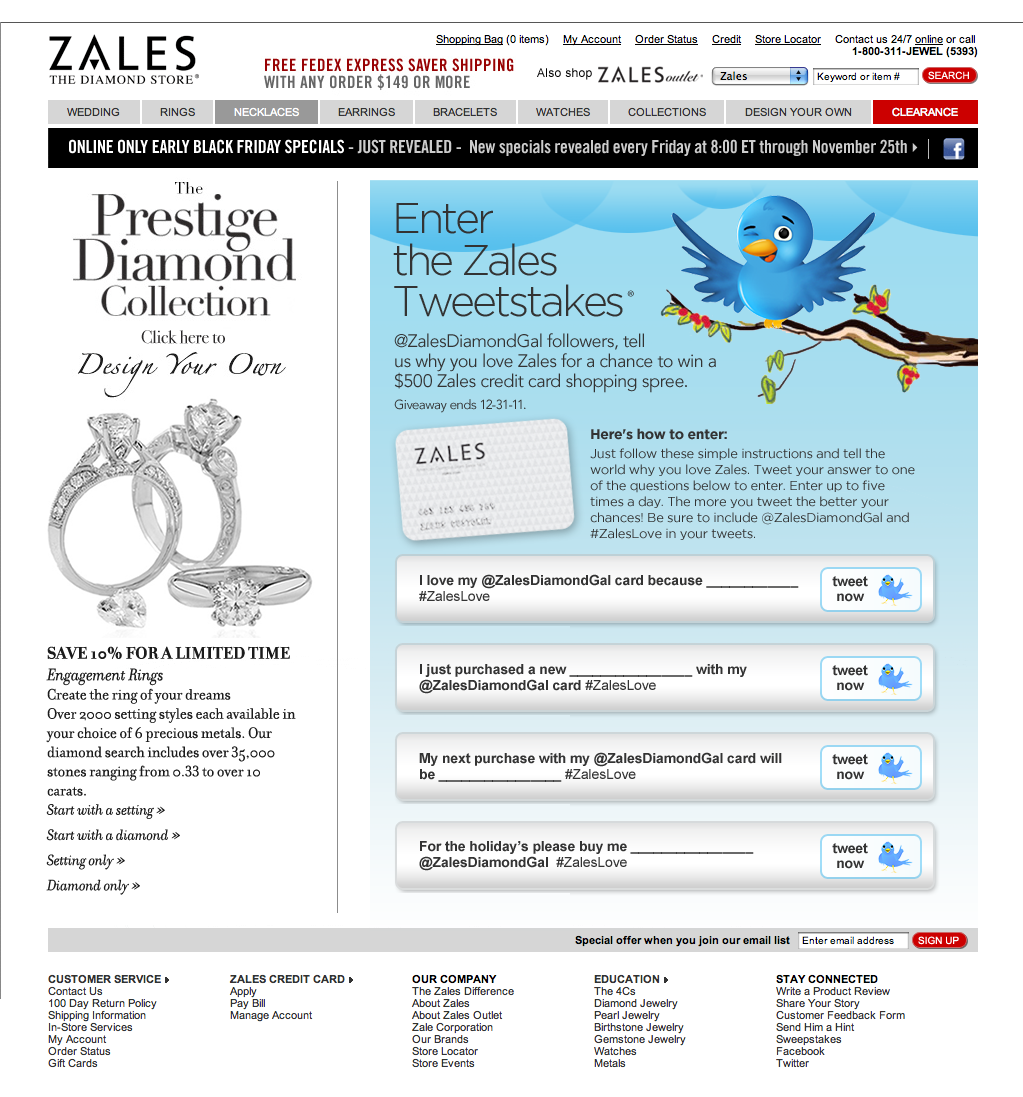 ZALES
THE DIAMOND STORE®
Shopping Bag (0 items) My Account Order Status Credit Store Locator Contact us 24/7 online or call
1-800-311-JEWEL (5393)
FREE FEDEX EXPRESS SAVER SHIPPING
WITH ANY ORDER $149 OR MORE
Also shop ZALES outlet Zales Keyword or item # SEARCH
WEDDING RINGS NECKLACES EARRINGS BRACELETS WATCHES COLLECTIONS DESIGN YOUR OWN CLEARANCE
ONLINE ONLY EARLY BLACK FRIDAY SPECIALS - JUST REVEALED - New specials revealed every Friday at 8:00 ET through November 25th f
The
Prestige
Diamond
Collection
Click here to
Design Your Own
SAVE 10% FOR A LIMITED TIME
Engagement Rings
Create the ring of your dreams
Over 2000 setting styles each available in
your choice of 6 precious metals. Our
diamond search includes over 35,000
stones ranging from 0.33 to over 10
carats.
Start with a setting »
Start with a diamond »
Setting only »
Diamond only »
Enter
the Zales
Tweetstakes®
@ZalesDiamondGal followers, tell
us why you love Zales for a chance to win a
$500 Zales credit card shopping spree.
Giveaway ends 12-31-11.
ZALES
Here's how to enter:
Just follow these simple instructions and tell the
world why you love Zales. Tweet your answer to one
of the questions below to enter. Enter up to five
times a day. The more you tweet the better your
chances! Be sure to include @ZalesDiamondGal and
#ZalesLove in your tweets.
I love my @ZalesDiamondGal card because ____________
#ZalesLove
tweet
now
I just purchased a new ________________ with my
@ZalesDiamondGal card #ZalesLove
tweet
now
My next purchase with my @ZalesDiamondGal card will
be ________________ #ZalesLove
tweet
now
For the holiday's please buy me ________________
@ZalesDiamondGal #ZalesLove
tweet
now
Special offer when you join our email list Enter email address SIGN UP
CUSTOMER SERVICE
Contact Us
100 Day Return Policy
Shipping Information
In-Store Services
My Account
Order Status
Gift Cards
ZALES CREDIT CARD
Apply
Pay Bill
Manage Account
OUR COMPANY
The Zales Difference
About Zales
About Zales Outlet
Zale Corporation
Our Brands
Store Locator
Store Events
EDUCATION
The 4Cs
Diamond Jewelry
Pearl Jewelry
Birthstone Jewelry
Gemstone Jewelry
Watches
Metals
STAY CONNECTED
Write a Product Review
Share Your Story
Customer Feedback Form
Send Him a Hint
Sweepstakes
Facebook
Twitter